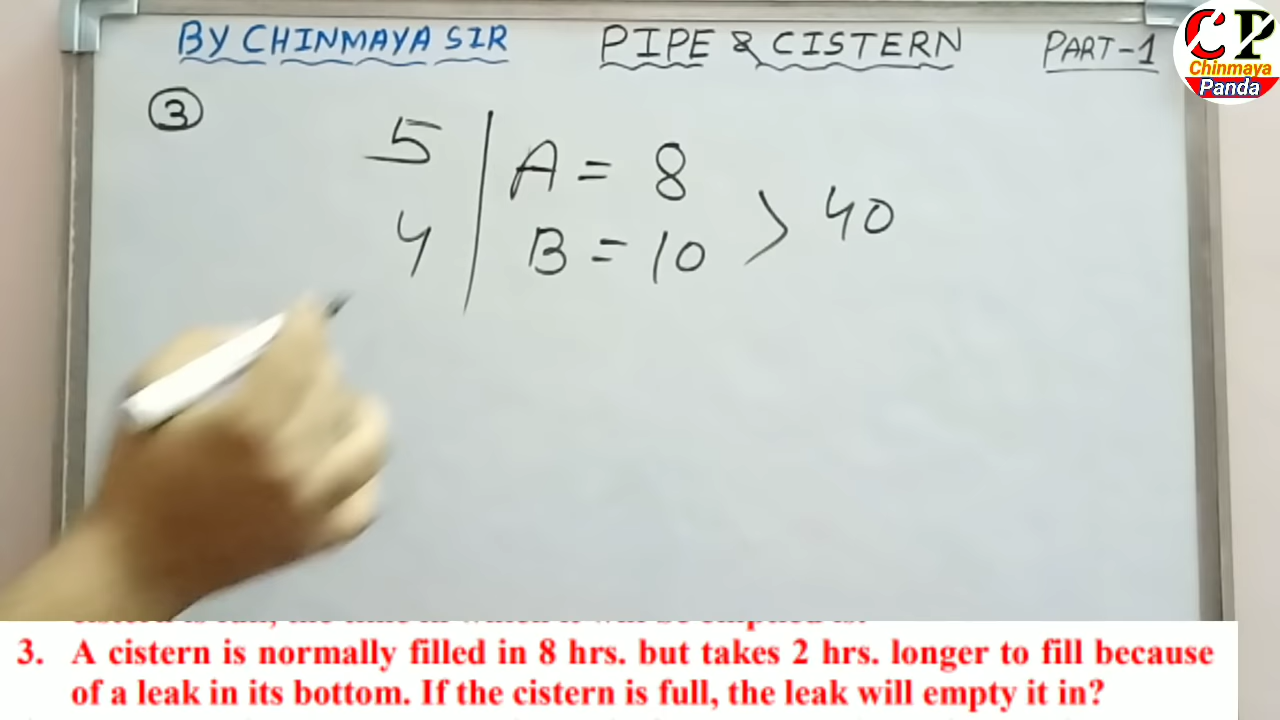 BY CHINMAYA SIR PIPE & CISTERN PART-1
CP
Chinmaya
Panda
3
5 A = 8
4 B = 10 > 40
3. A cistern is normally filled in 8 hrs. but takes 2 hrs. longer to fill because
of a leak in its bottom. If the cistern is full, the leak will empty it in?